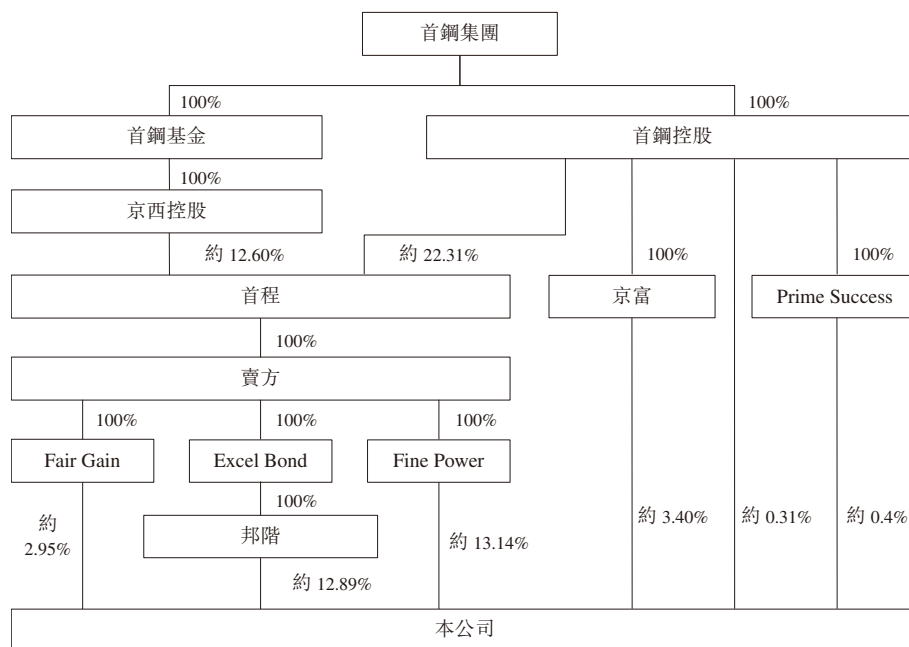 首鋼集團
100%
100%
首鋼基金
首鋼控股
100%
京西控股
約 12.60%
約 22.31%
100%
100%
首程
京富
Prime Success
100%
賣方
100%
100%
100%
Fair Gain
Excel Bond
Fine Power
100%
約
2.95%
邦階
約 13.14%
約 3.40%
約 0.31%
約 0.4%
約 12.89%
本公司